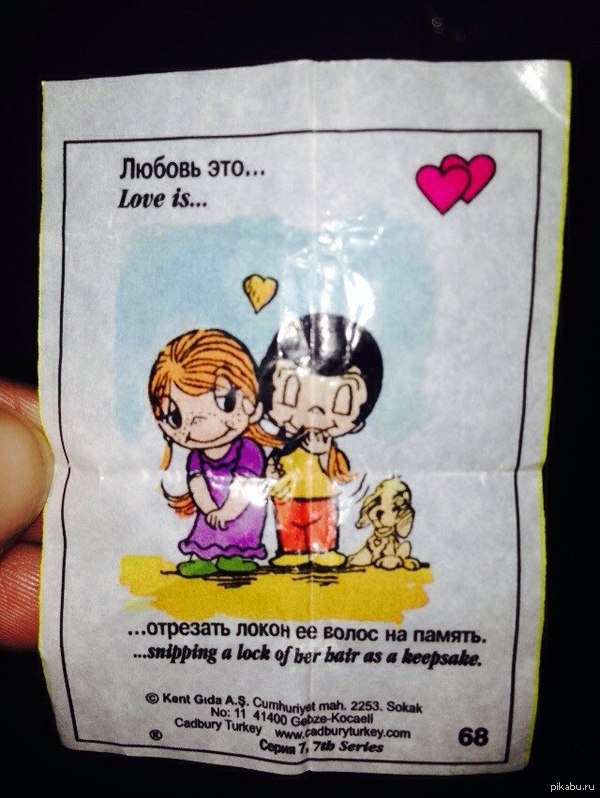 Любовь это...
Love is...
...отрезать локон ее волос на память.
...snipping a lock of her hair as a keepsake.
© Kent Gıda A.Ş. Cumhuriyet mah. 2253. Sokak
No: 11 41400 Gebze-Kocaeli
Cadbury Turkey www.cadburyturkey.com
® Серия 7, 7th Series 68
pikabu.ru